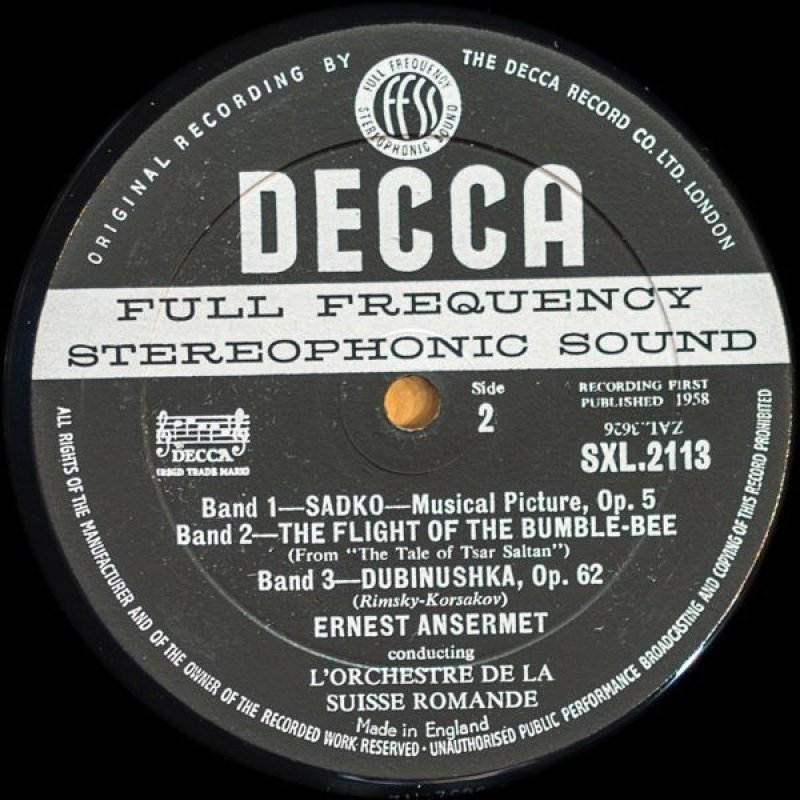 ORIGINAL RECORDING BY
THE DECCA RECORD CO. LTD. LONDON
FULL FREQUENCY
FFSS
STEREOPHONIC SOUND
DECCA
FULL FREQUENCY
STEREOPHONIC SOUND
Side
2
RECORDING FIRST
PUBLISHED 1958
ZAL..3626
SXL.2113
DECCA
(RSGD TRADE MARK)
Band 1—SADKO—Musical Picture, Op. 5
Band 2—THE FLIGHT OF THE BUMBLE-BEE
(From "The Tale of Tsar Saltan")
Band 3—DUBINUSHKA, Op. 62
(Rimsky-Korsakov)
ERNEST ANSERMET
conducting
L'ORCHESTRE DE LA
SUISSE ROMANDE
Made in England
ALL RIGHTS OF THE MANUFACTURER AND OF THE OWNER OF THE RECORDED WORK RESERVED · UNAUTHORISED PUBLIC PERFORMANCE BROADCASTING AND COPYING OF THIS RECORD PROHIBITED